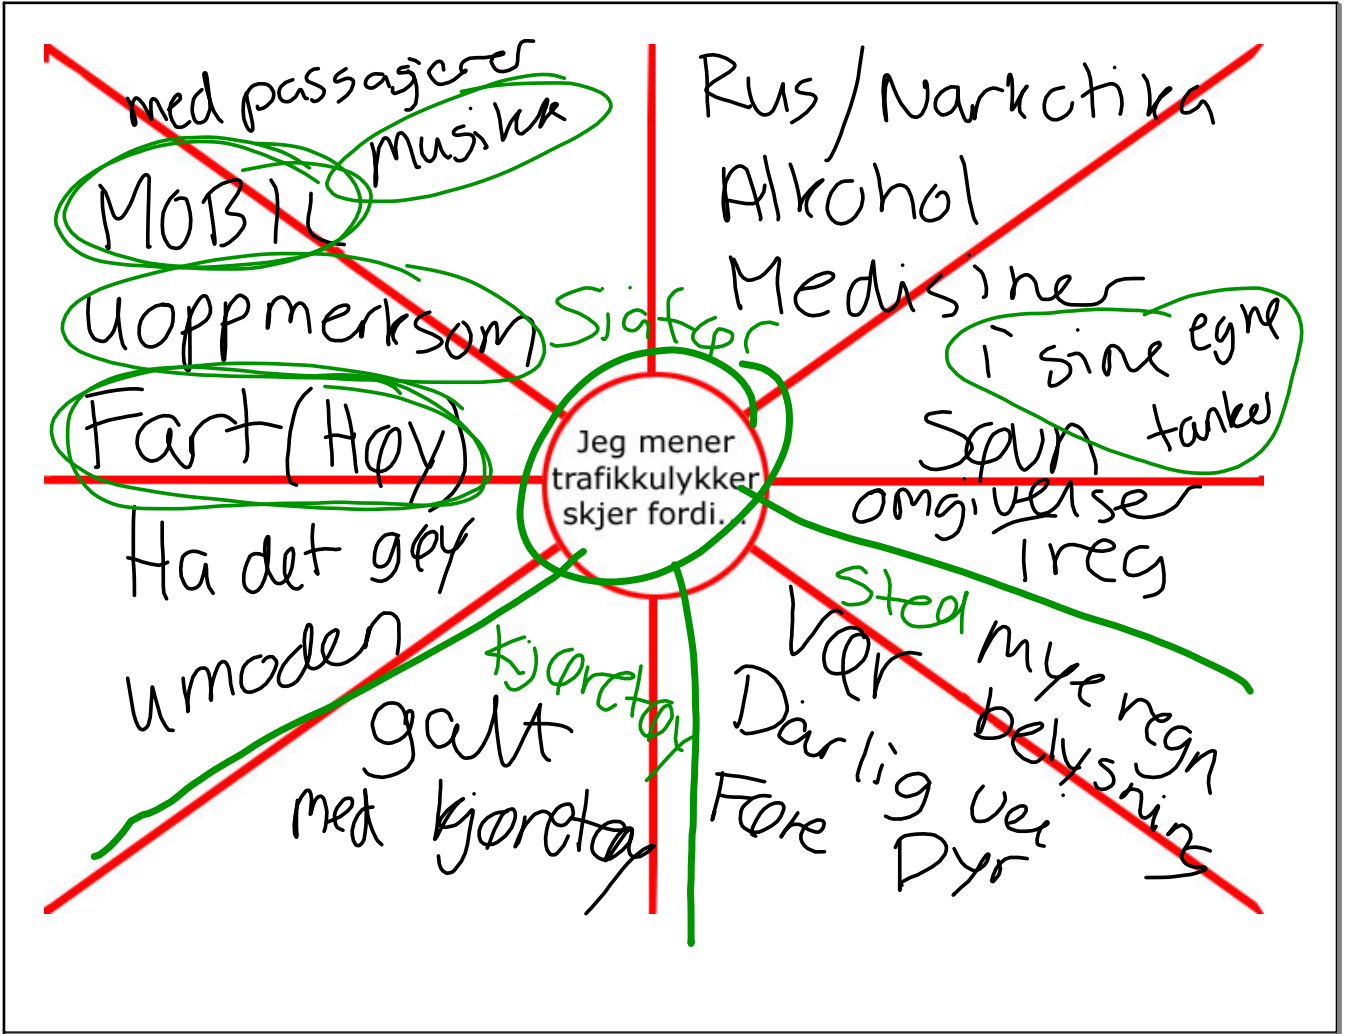 med passasjerer
musikk
MOBIL
uoppmerksom
Fart (Høy)
Ha det gøy
umoden
Rus/Narkotika
Alkohol
Medisiner
i sine egne
tanker
Søvn
omgivelser
i reg
Jeg mener
trafikkulykker
skjer fordi...
Sted
Vær
mye regn
belysning
Dårlig vei
Føre
Dyr
kjøretøy
galt
med kjøretøy